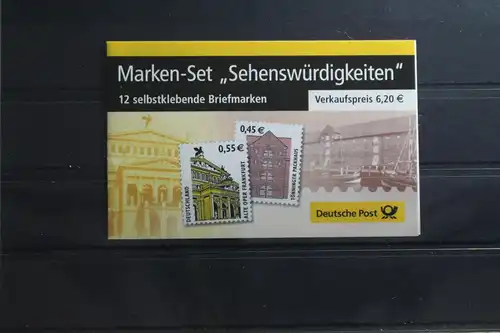 Marken-Set „Sehenswürdigkeiten“
12 selbstklebende Briefmarken
Verkaufspreis 6,20 €
0,45 €
0,55 €
DEUTSCHLAND
ALTE OPER FRANKFURT
TÖNNINGER PACKHAUS
Deutsche Post